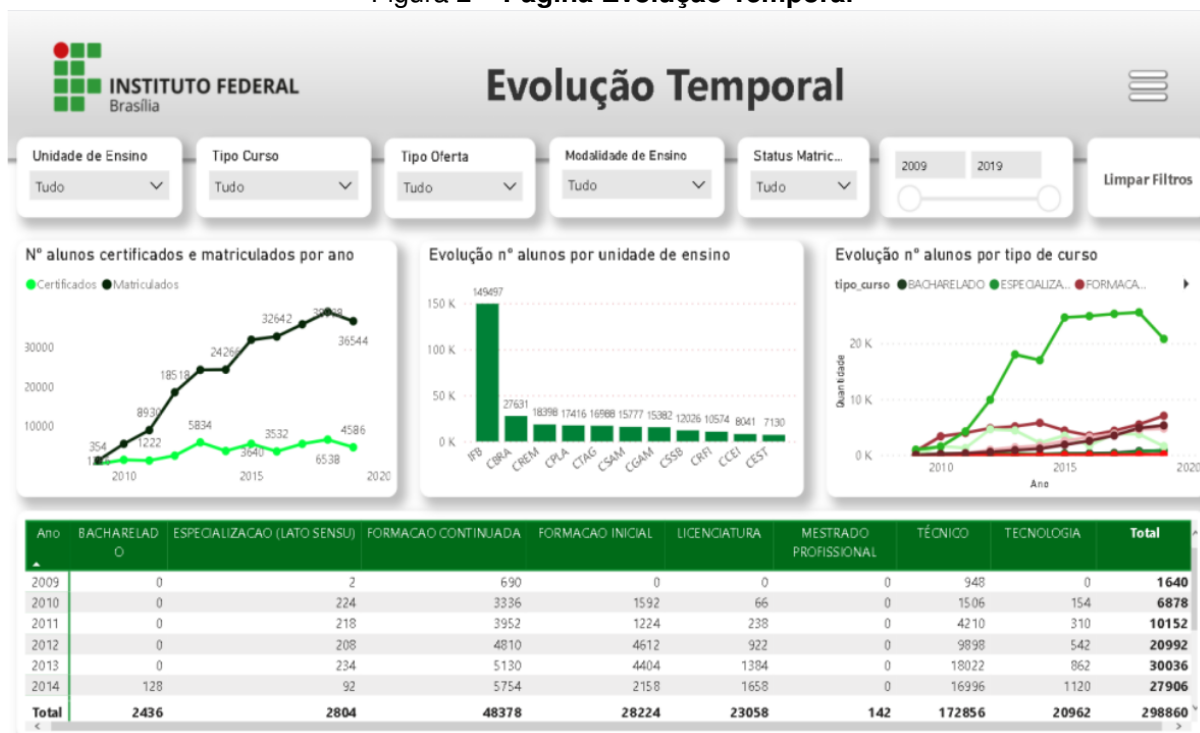 Figura 2 – Página Evolução Temporal
INSTITUTO FEDERAL
Brasília
Evolução Temporal
Unidade de Ensino
Tudo
Tipo Curso
Tudo
Tipo Oferta
Tudo
Modalidade de Ensino
Tudo
Status Matric...
Tudo
2009 2019
Limpar Filtros
Nº alunos certificados e matriculados por ano
Certificados Matriculados
30000
20000
10000
354
1222
8930
18518
24266
32642
36544
5834
3640
3532
6538
4586
2010 2015 2020
Evolução nº alunos por unidade de ensino
150 K
100 K
50 K
0 K
149497 27631 18398 17416 16988 15777 15382 12026 10574 8041 7130
IFB CBRA CREM CPLA CTAG CSAM CGAM CSSB CRFI CCEI CEST
Evolução nº alunos por tipo de curso
tipo_curso BACHARELADO ESPECIALIZA... FORMACA...
Quantidade
20 K
10 K
0 K
2010 2015 2020
Ano
Ano BACHARELADO ESPECIALIZACAO (LATO SENSU) FORMACAO CONTINUADA FORMACAO INICIAL LICENCIATURA MESTRADO PROFISSIONAL TÉCNICO TECNOLOGIA Total
2009 0 2 690 0 0 0 948 0 1640
2010 0 224 3336 1592 66 0 1506 154 6878
2011 0 218 3952 1224 238 0 4210 310 10152
2012 0 208 4810 4612 922 0 9898 542 20992
2013 0 234 5130 4404 1384 0 18022 862 30036
2014 128 92 5754 2158 1658 0 16996 1120 27906
Total 2436 2804 48378 28224 23058 142 172856 20962 298860